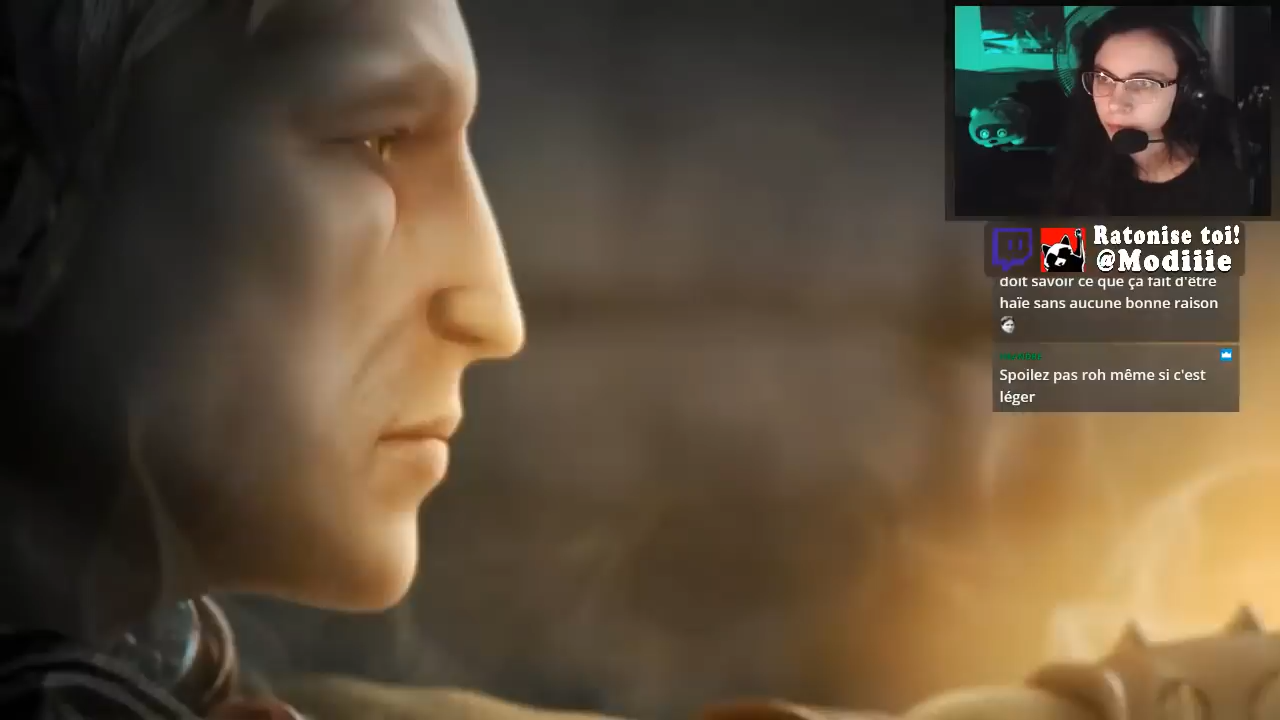 Ratonise toi!
@Modiiie
doit savoir ce que ça fait d'être
haïe sans aucune bonne raison
Spoilez pas roh même si c'est
léger